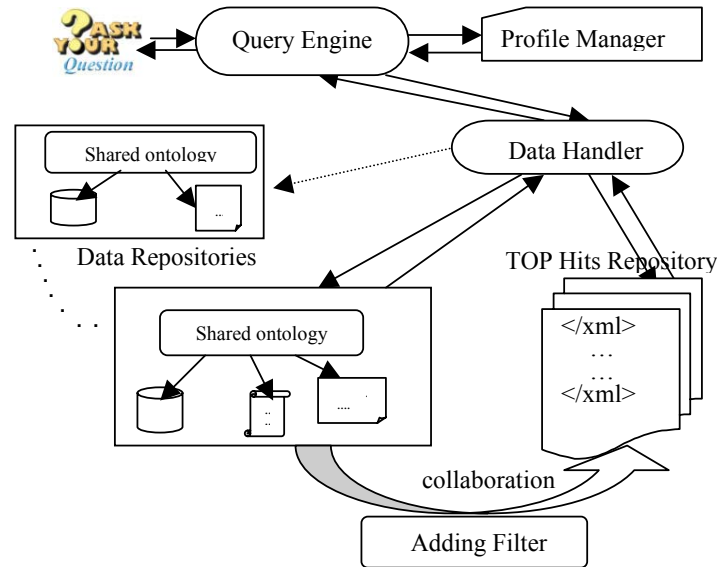 ?ASK
YOUR
Question
Query Engine
Profile Manager
Data Handler
Shared ontology
...
Data Repositories
TOP Hits Repository
Shared ontology
</xml>
...
...
</xml>
..
..
....
collaboration
Adding Filter